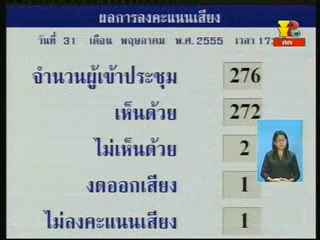 ผลการลงคะแนนเสียง
วันที่ 31 เดือน พฤษภาคม พ.ศ.2555 เวลา 17:
จำนวนผู้เข้าประชุม 276
เห็นด้วย 272
ไม่เห็นด้วย 2
งดออกเสียง 1
ไม่ลงคะแนนเสียง 1
สด